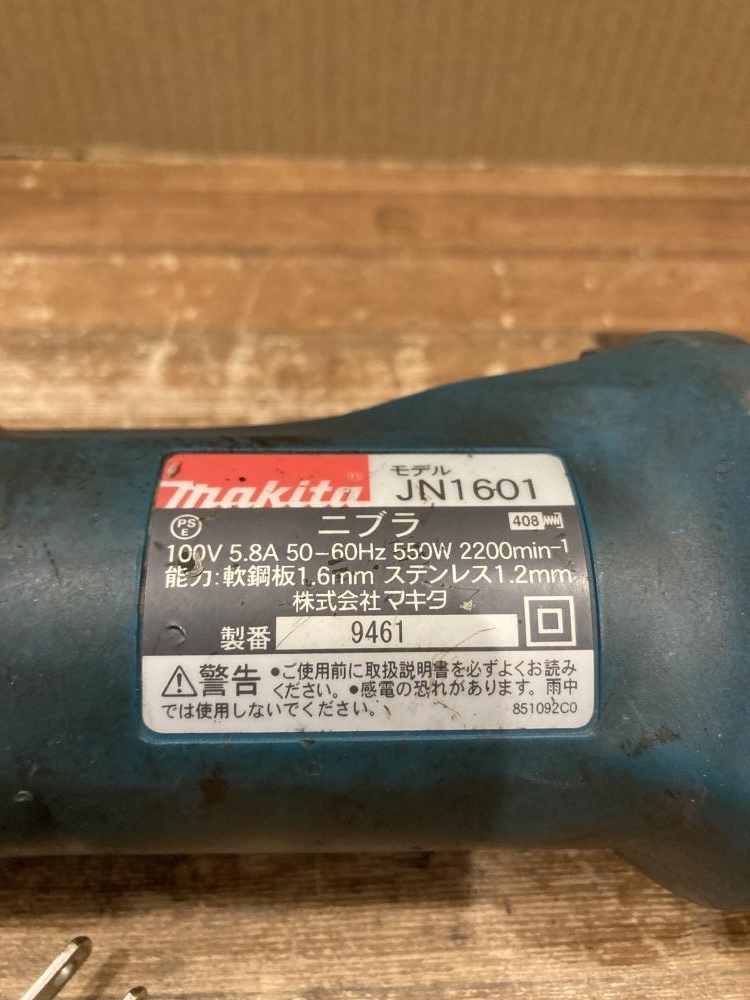 makita
モデル
JN1601
PS
E
ニブラ
408
100V 5.8A 50-60Hz 550W 2200min-1
能力:軟鋼板1.6mm ステンレス1.2mm
株式会社マキタ
製番 9461
警告 •ご使用前に取扱説明書を必ずよくお読み
ください。•感電の恐れがあります。雨中
では使用しないでください。 851092C0